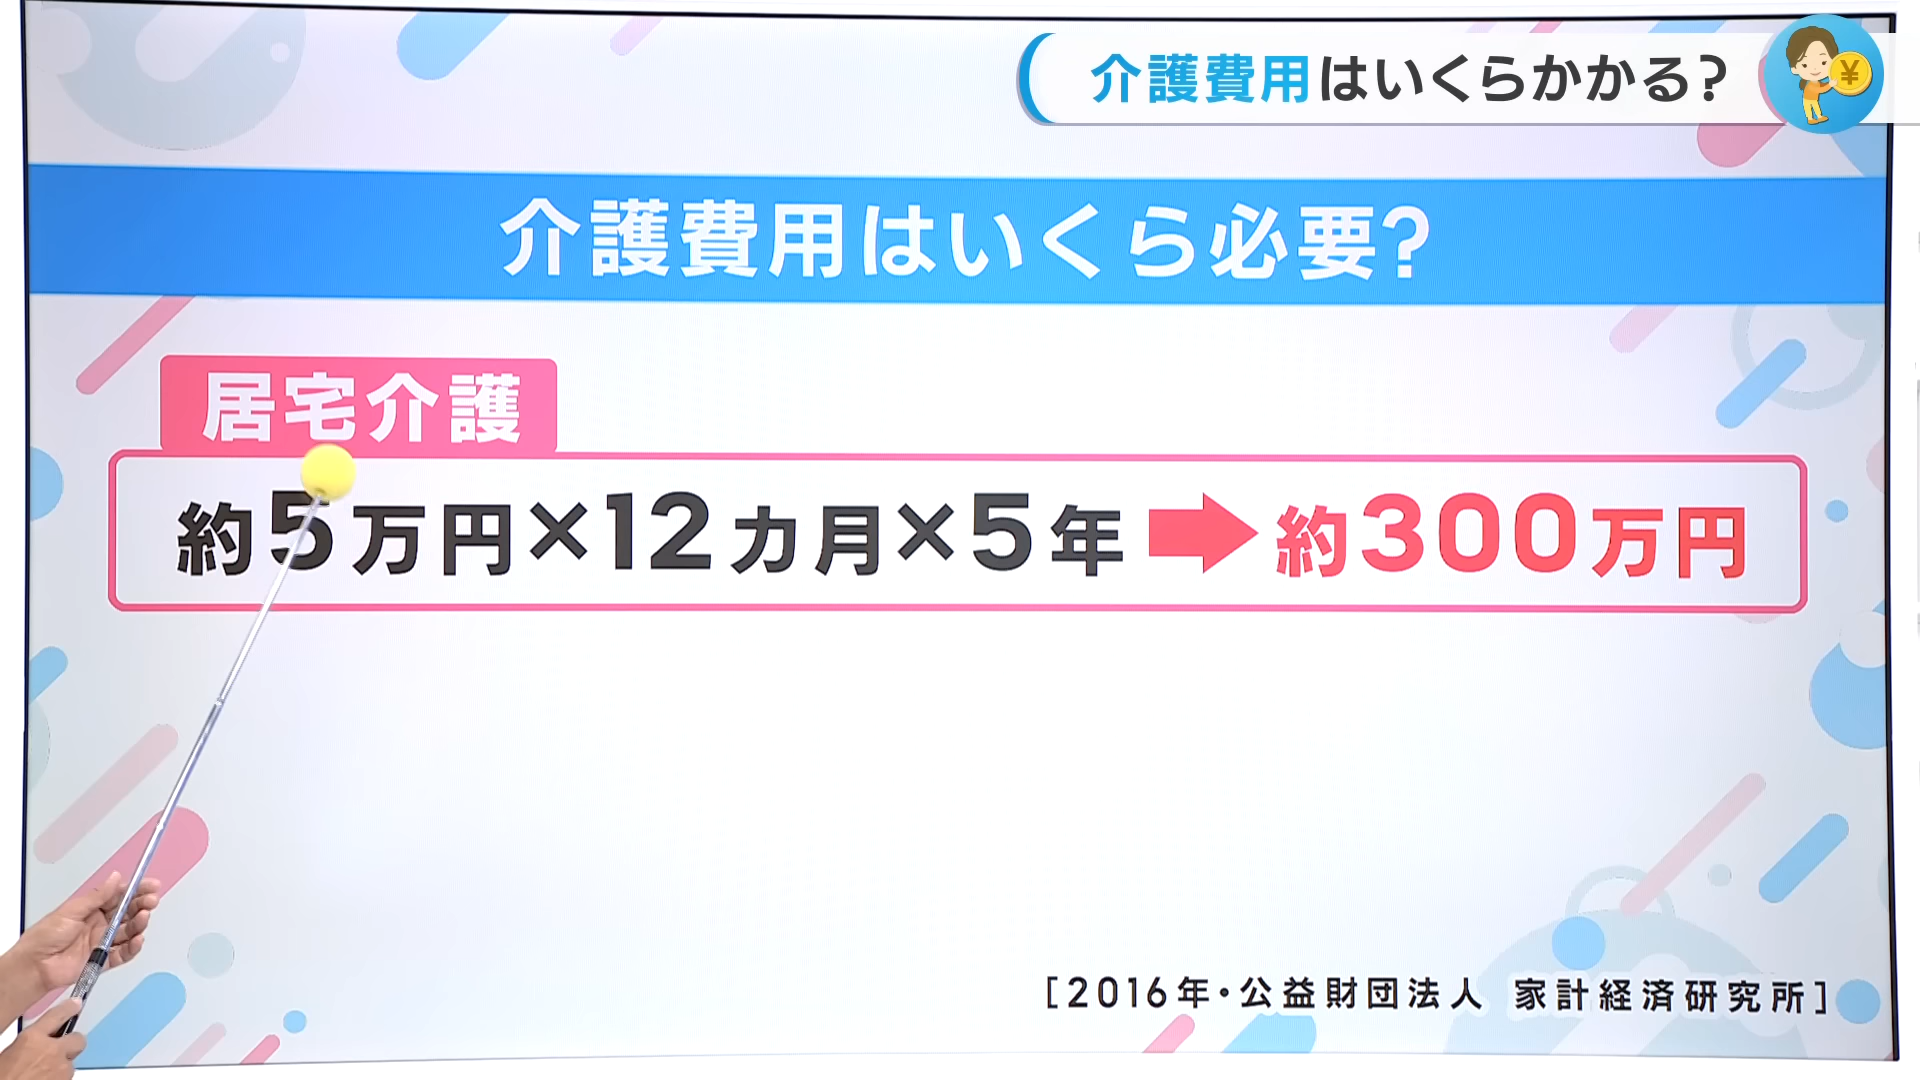 介護費用はいくらかかる?
介護費用はいくら必要?
居宅介護
約5万円×12カ月×5年➡約300万円
[2016年・公益財団法人 家計経済研究所]
¥